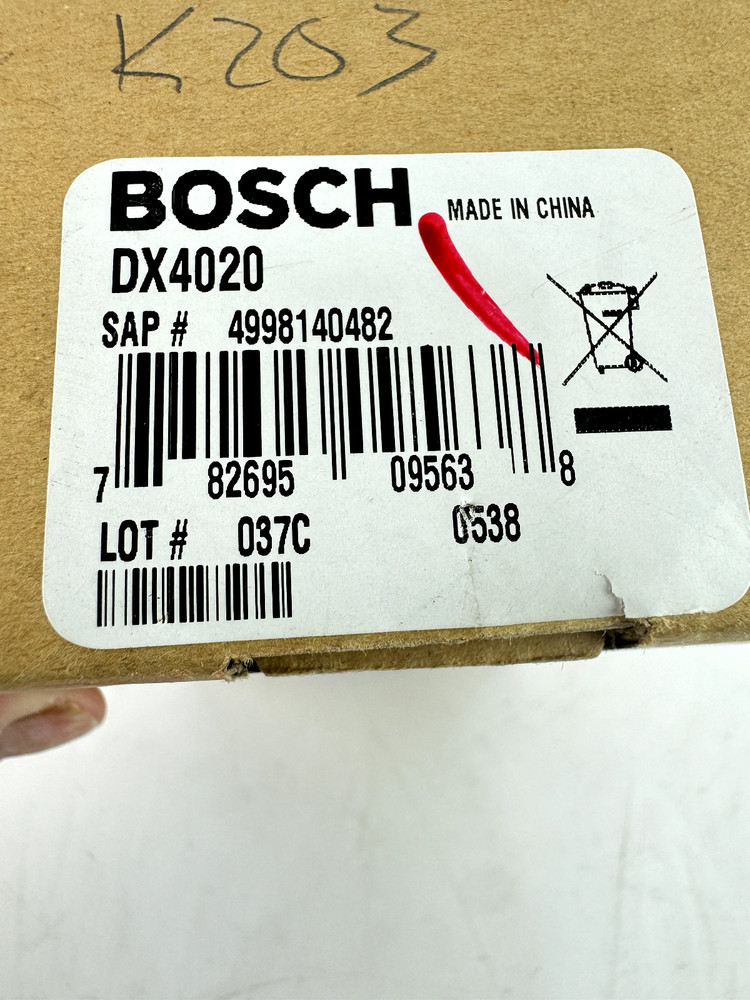 K203
BOSCH MADE IN CHINA
DX4020
SAP # 4998140482
7 82695 09563 8
LOT # 037C 0538